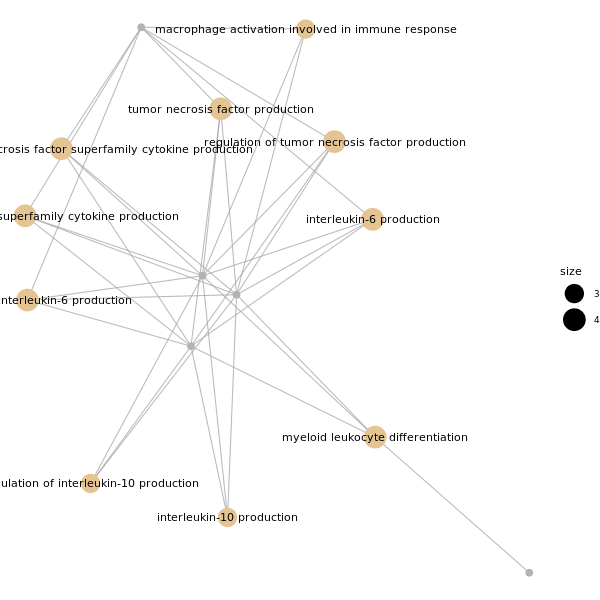 macrophage activation involved in immune response
tumor necrosis factor production
regulation of tumor necrosis factor production
factor superfamily cytokine production
superfamily cytokine production
interleukin-6 production
size
3
4
interleukin-6 production
myeloid leukocyte differentiation
of interleukin-10 production
interleukin-10 production